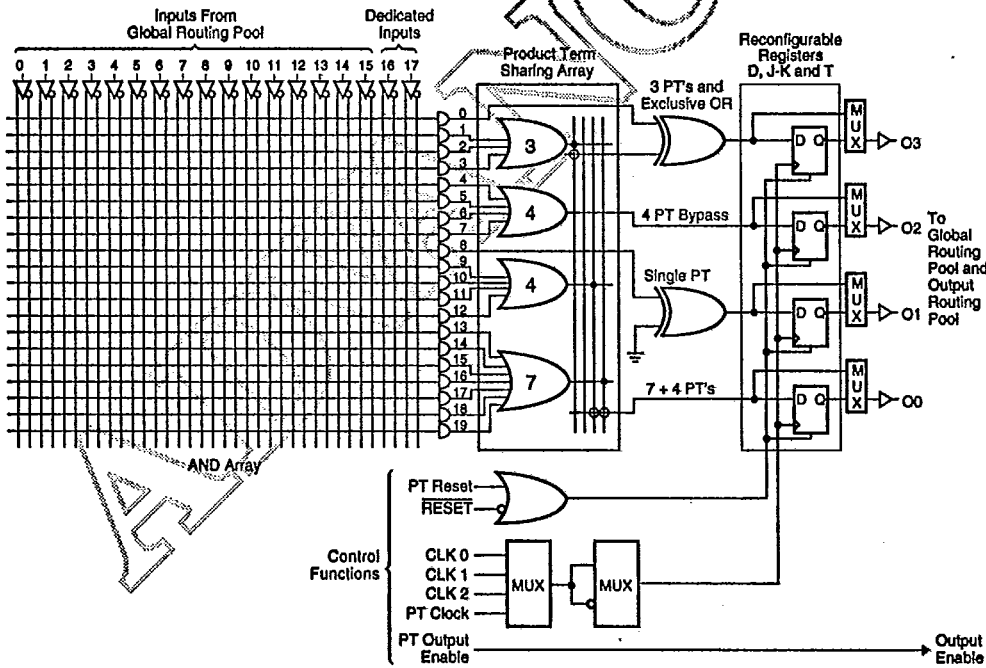 Inputs From
Global Routing Pool
Dedicated
Inputs
0 1 2 3 4 5 6 7 8 9 10 11 12 13 14 15 16 17
Product Term
Sharing Array
3 PT's and
Exclusive OR
Reconfigurable
Registers
D, J-K and T
0
1
2
3
4
5
6
7
8
9
10
11
12
13
14
15
16
17
18
19
3
4
4
7
4 PT Bypass
Single PT
7 + 4 PT's
D Q
MUX
O3
D Q
MUX
O2
D Q
MUX
O1
D Q
MUX
O0
To
Global
Routing
Pool and
Output
Routing
Pool
AND Array
PT Reset
RESET
Control
Functions
CLK 0
CLK 1
CLK 2
PT Clock
MUX
MUX
PT Output
Enable
Output
Enable